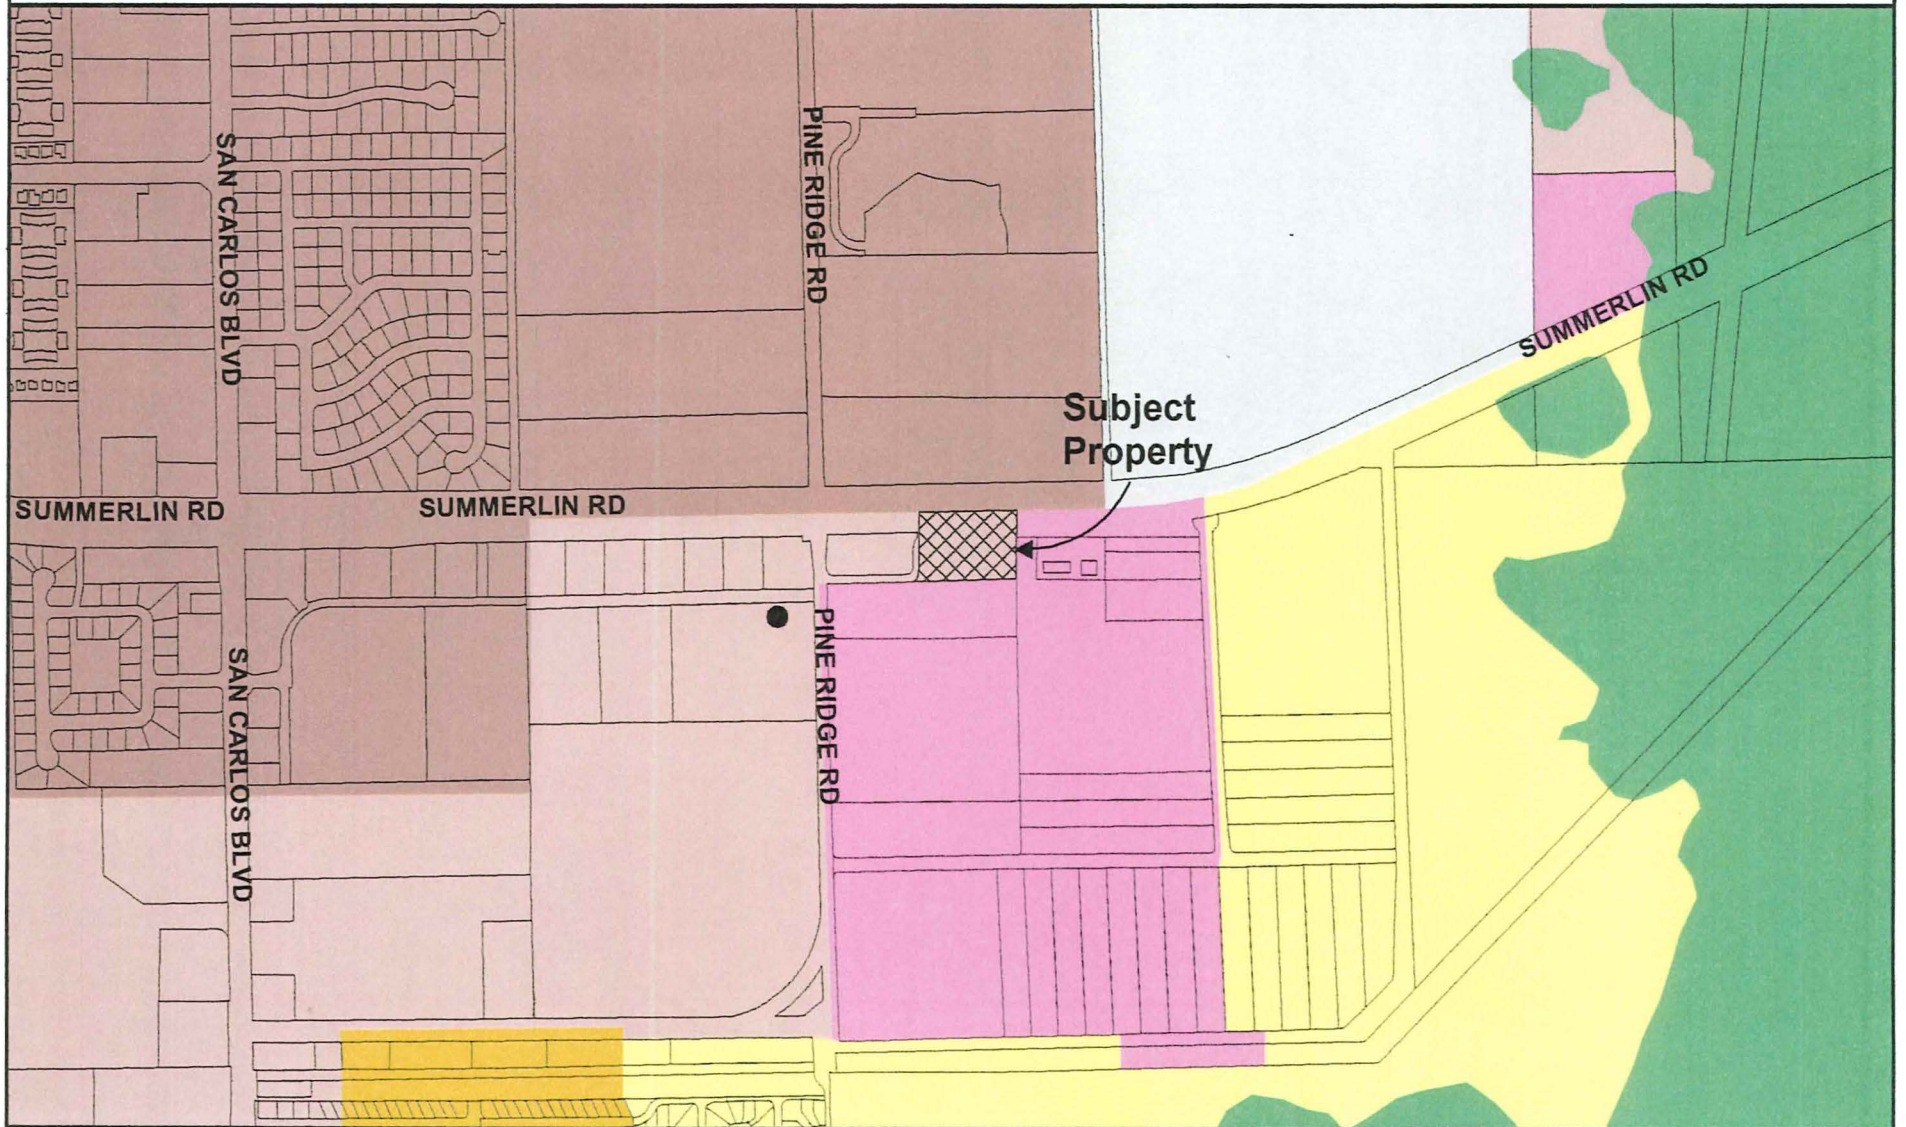 SAN CARLOS BLVD
PINE RIDGE RD
SUMMERLIN RD
Subject
Property
SUMMERLIN RD
SUMMERLIN RD
PINE RIDGE RD
SAN CARLOS BLVD